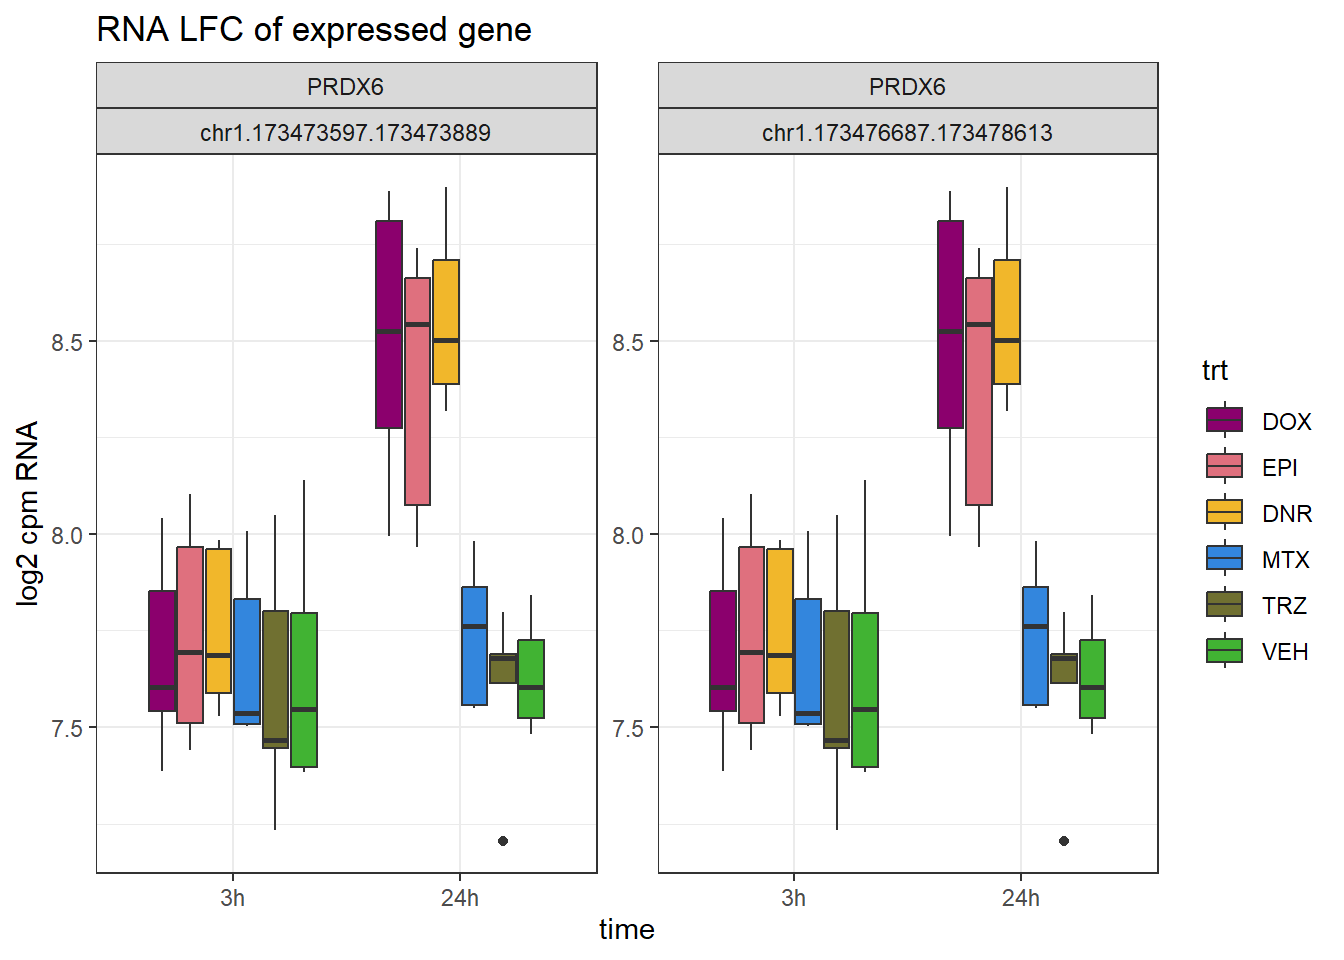 RNA LFC of expressed gene
PRDX6
chr1.173473597.173473889
PRDX6
chr1.173476687.173478613
log2 cpm RNA
8.5
8.0
7.5
8.5
8.0
7.5
3h
24h
3h
24h
time
trt
DOX
EPI
DNR
MTX
TRZ
VEH